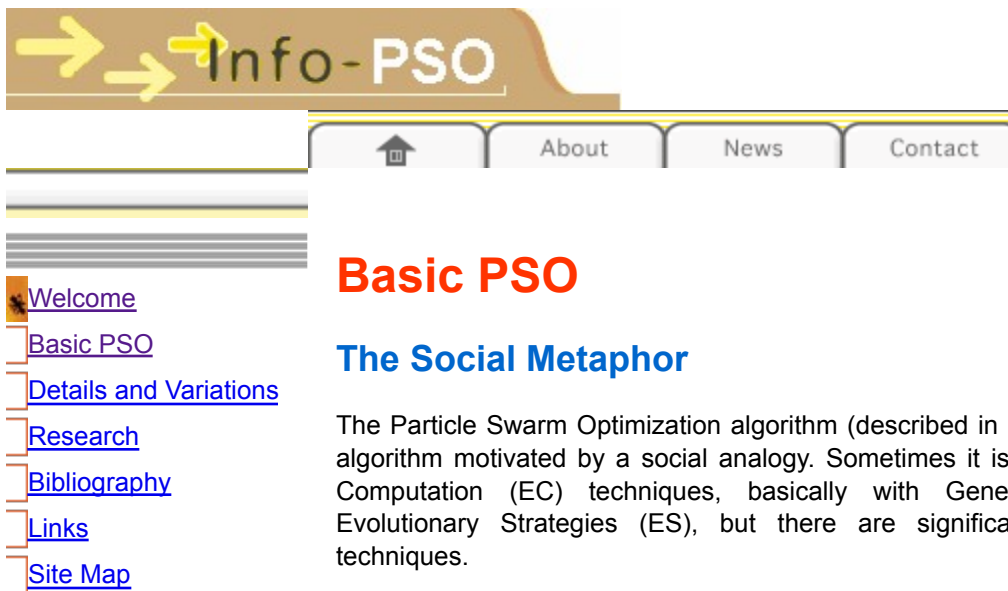 Info-PSO
About News Contact
Welcome
Basic PSO
Details and Variations
Research
Bibliography
Links
Site Map
Basic PSO
The Social Metaphor
The Particle Swarm Optimization algorithm (described in
algorithm motivated by a social analogy. Sometimes it is
Computation (EC) techniques, basically with Gene
Evolutionary Strategies (ES), but there are significa
techniques.